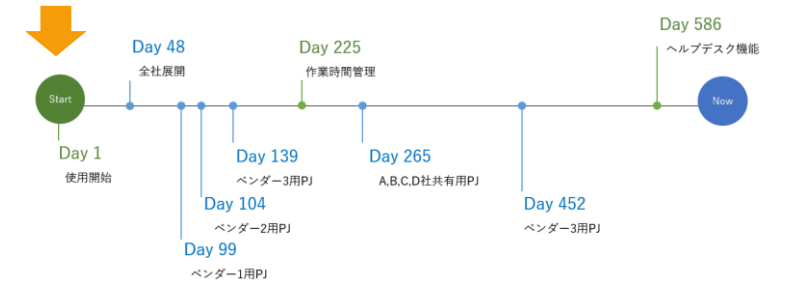 Start
Day 1
使用開始
Day 48
全社展開
Day 99
ベンダー1用PJ
Day 104
ベンダー2用PJ
Day 139
ベンダー3用PJ
Day 225
作業時間管理
Day 265
A,B,C,D社共有用PJ
Day 452
ベンダー3用PJ
Day 586
ヘルプデスク機能
Now